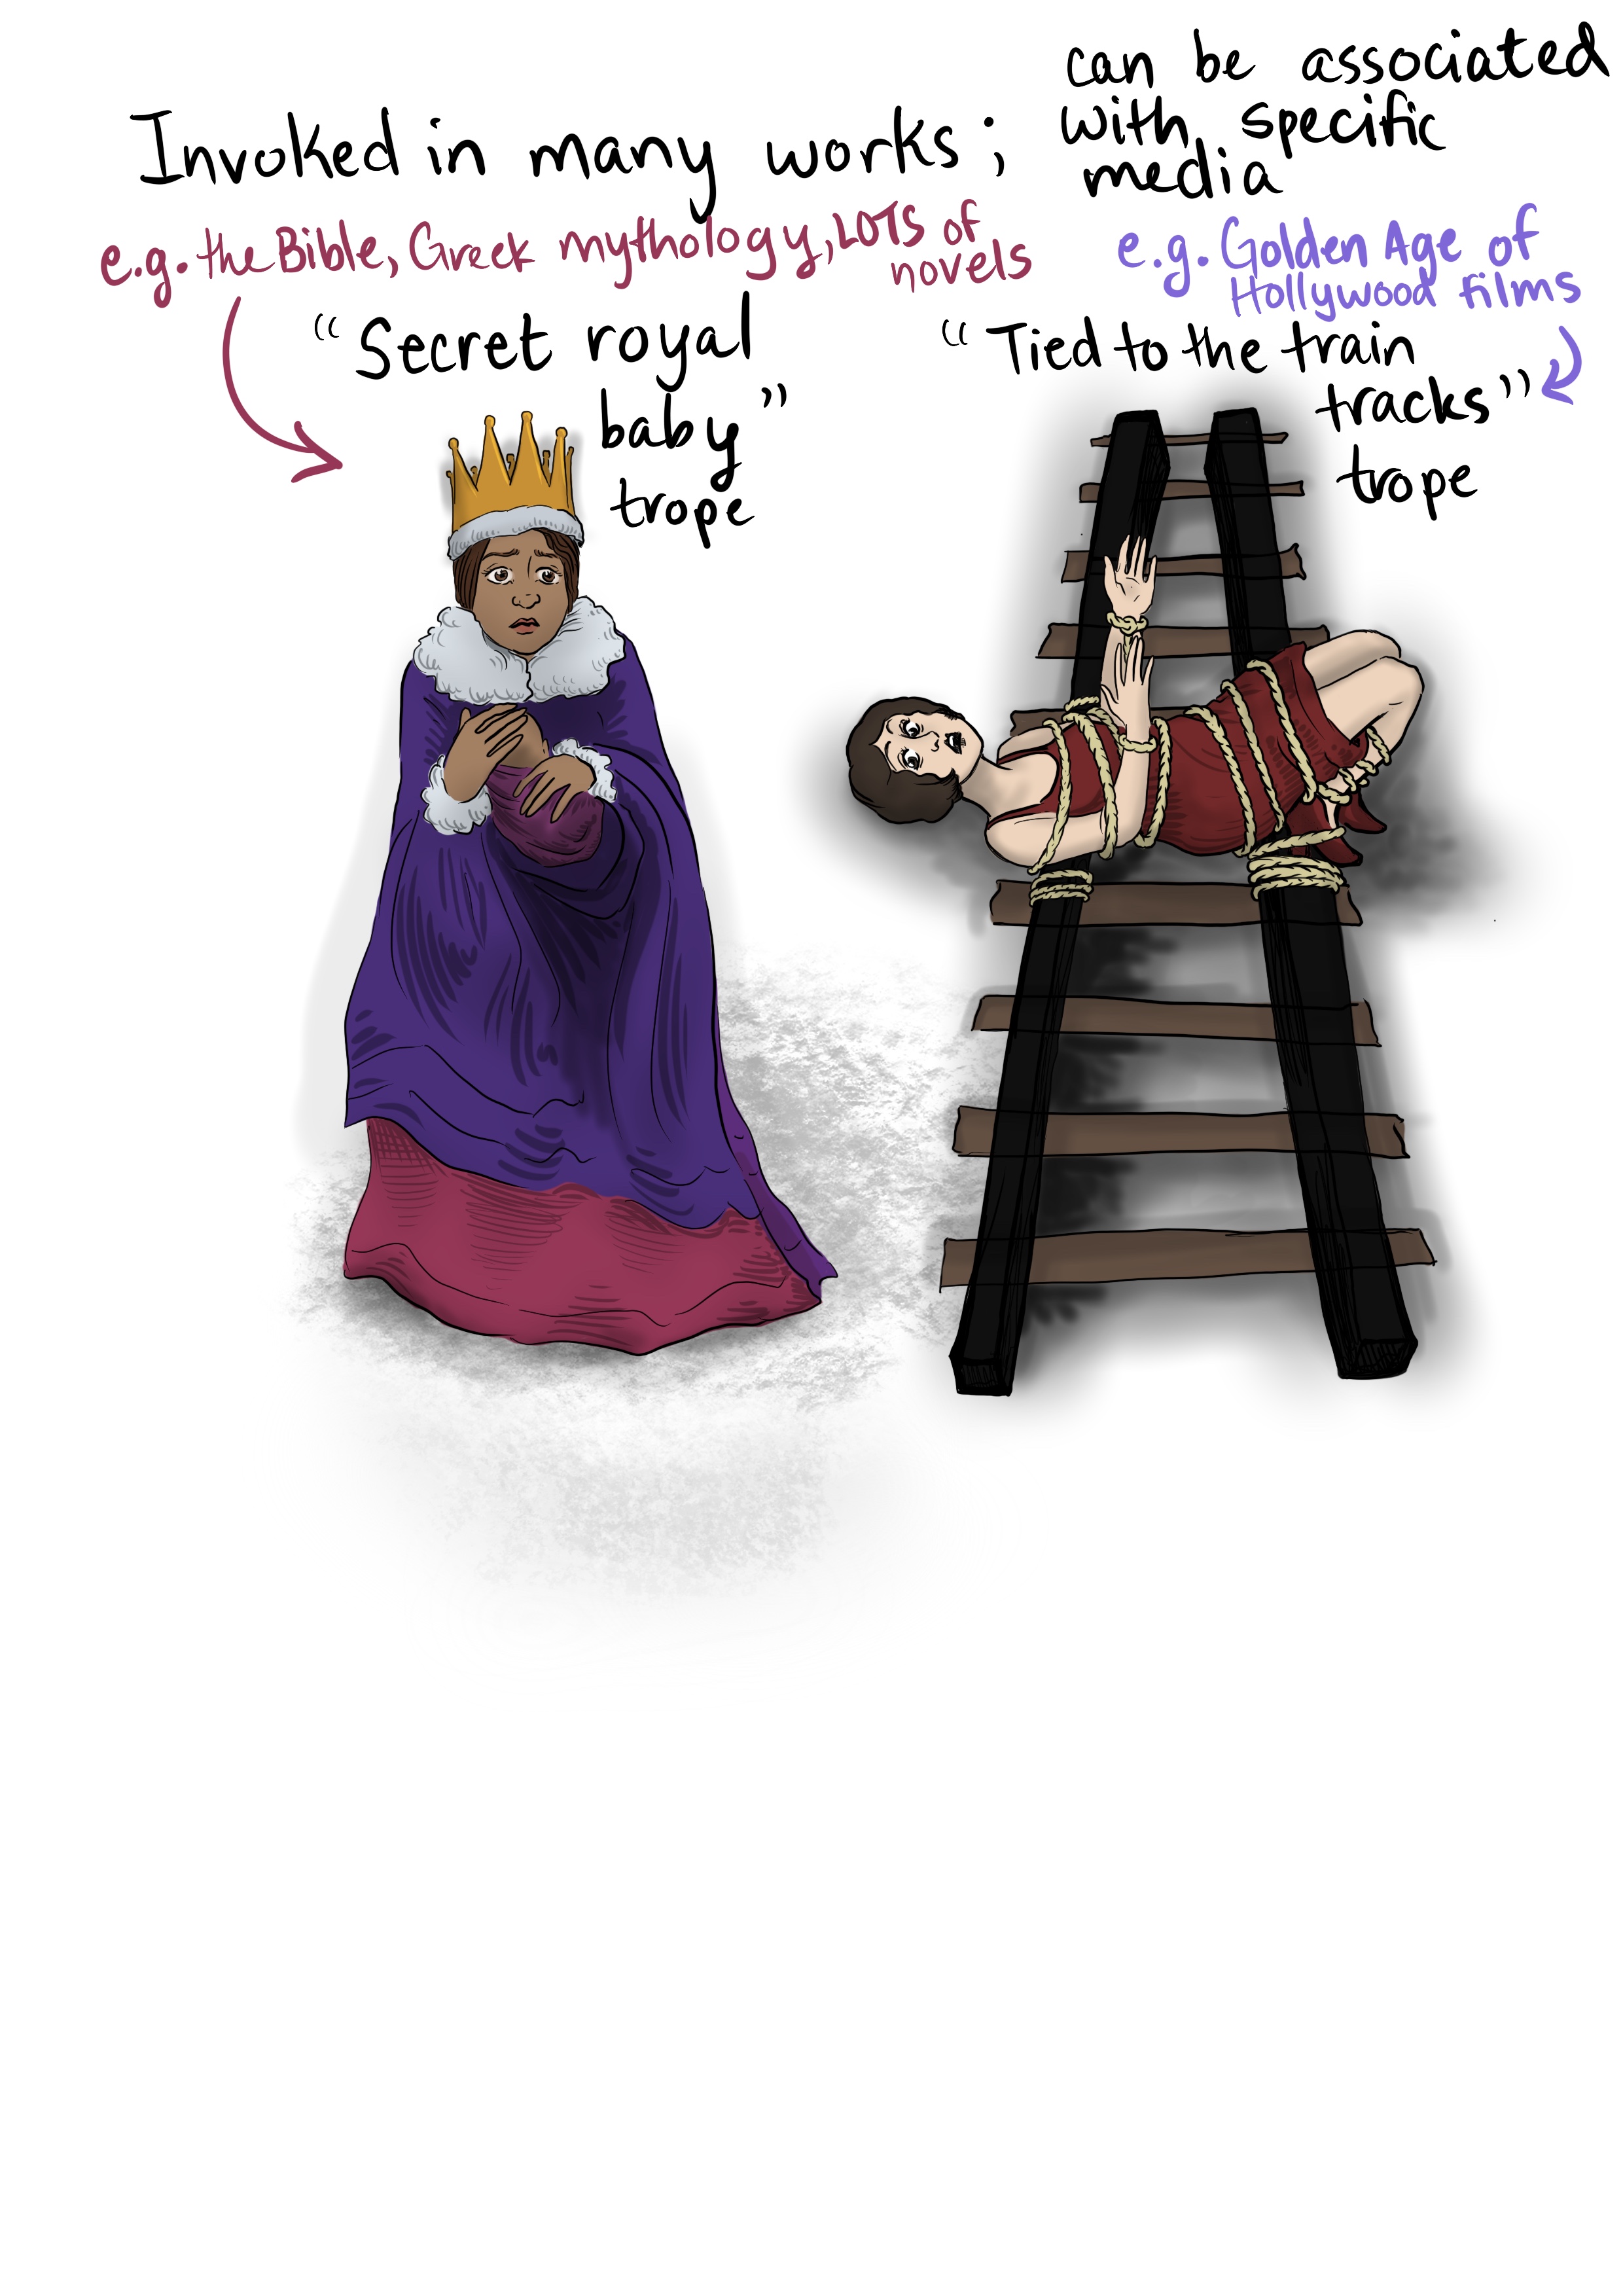 Invoked in many works;
e.g. the Bible, Greek mythology, LOTS of
novels
"Secret royal
baby"
trope
can be associated
with specific
media
e.g. Golden Age of
Hollywood films
"Tied to the train
tracks"
trope